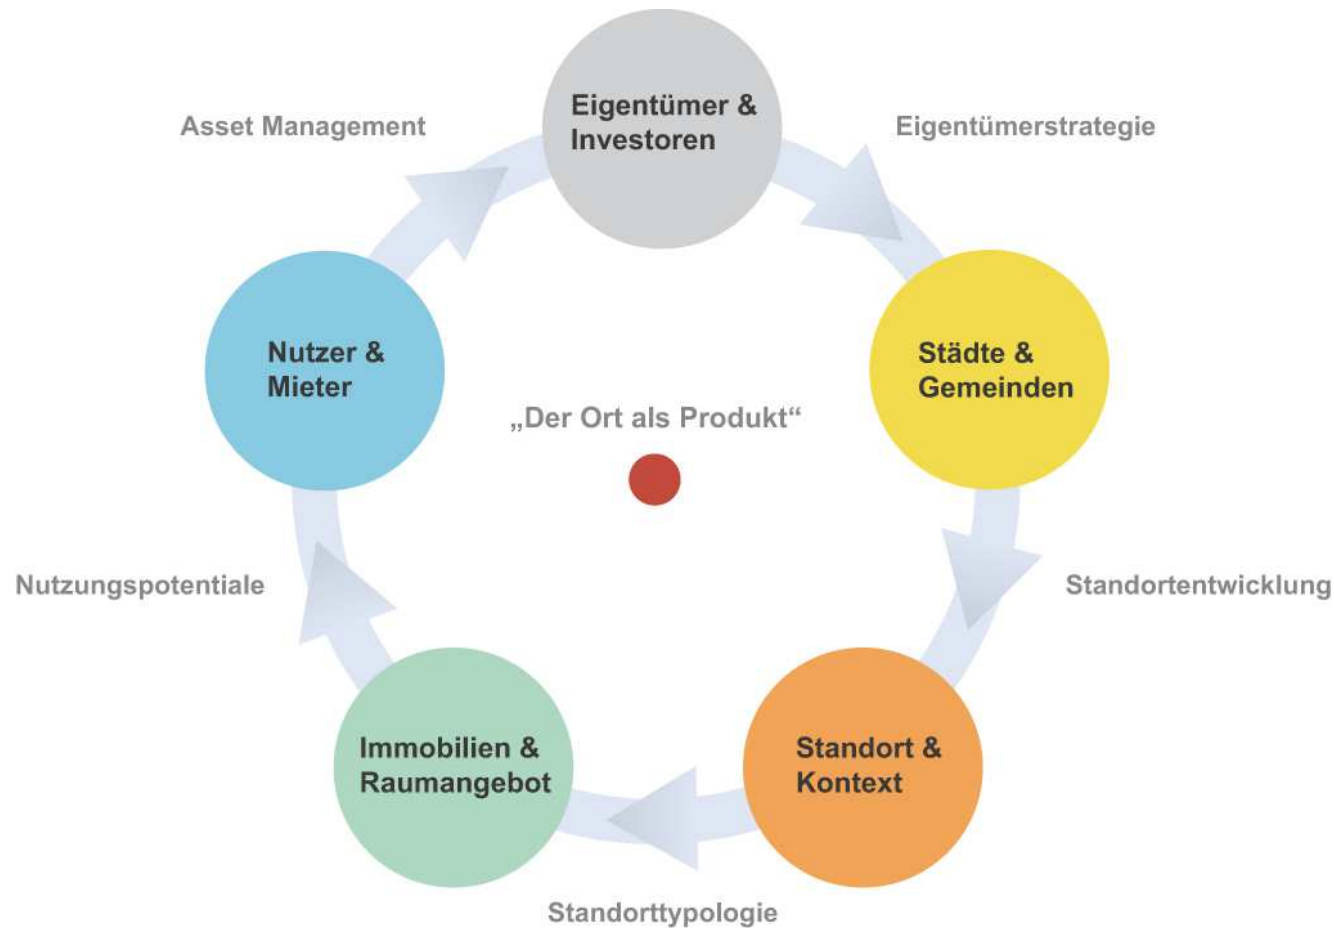 Eigentümer &
Investoren
Asset Management
Eigentümerstrategie
Nutzer &
Mieter
Städte &
Gemeinden
„Der Ort als Produkt“
Nutzungspotentiale
Standortentwicklung
Immobilien &
Raumangebot
Standort &
Kontext
Standorttypologie